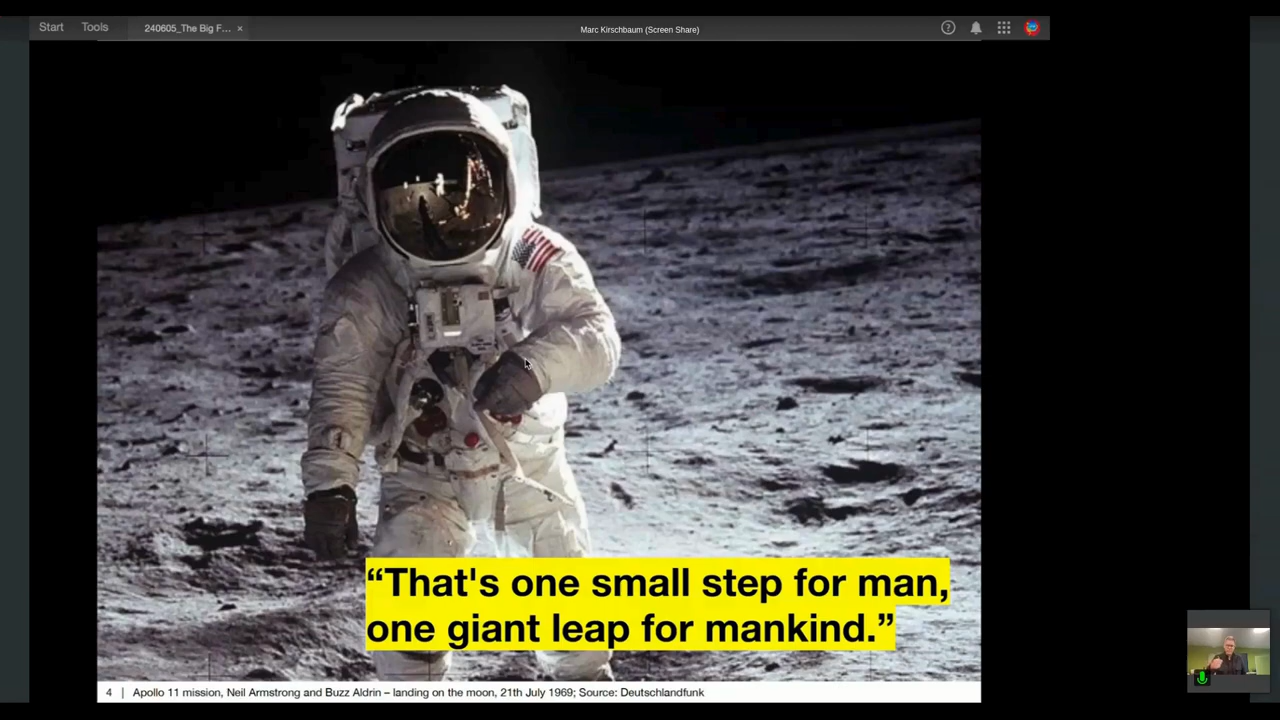 Start Tools 240605_The Big F... ×
Marc Kirschbaum (Screen Share)
“That's one small step for man,
one giant leap for mankind.”
4 | Apollo 11 mission, Neil Armstrong and Buzz Aldrin – landing on the moon, 21th July 1969; Source: Deutschlandfunk